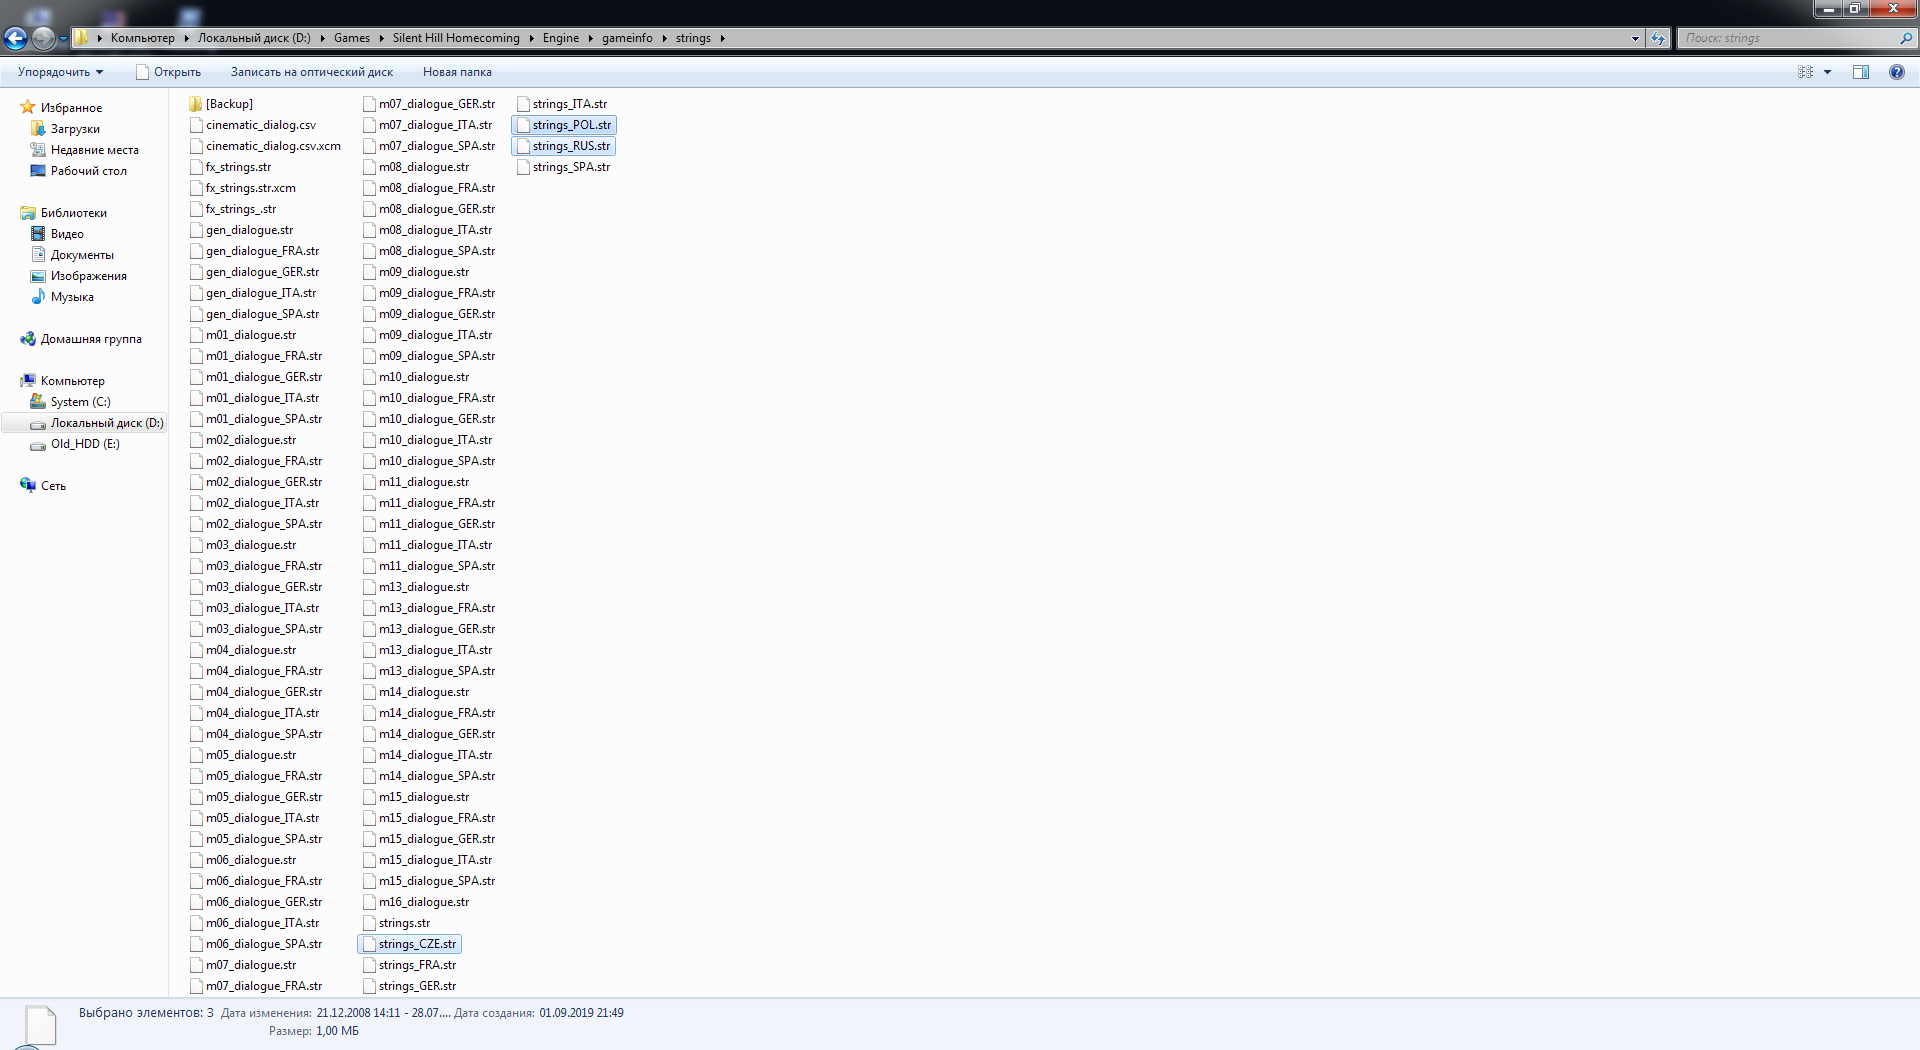 Компьютер ▸ Локальный диск (D:) ▸ Games ▸ Silent Hill Homecoming ▸ Engine ▸ gameinfo ▸ strings ▸
Поиск: strings
Упорядочить
Открыть
Записать на оптический диск
Новая папка
Избранное
Загрузки
Недавние места
Рабочий стол
Библиотеки
Видео
Документы
Изображения
Музыка
Домашняя группа
Компьютер
System (C:)
Локальный диск (D:)
Old_HDD (E:)
Сеть
[Backup]
cinematic_dialog.csv
cinematic_dialog.csv.xcm
fx_strings.str
fx_strings.str.xcm
fx_strings_.str
gen_dialogue.str
gen_dialogue_FRA.str
gen_dialogue_GER.str
gen_dialogue_ITA.str
gen_dialogue_SPA.str
m01_dialogue.str
m01_dialogue_FRA.str
m01_dialogue_GER.str
m01_dialogue_ITA.str
m01_dialogue_SPA.str
m02_dialogue.str
m02_dialogue_FRA.str
m02_dialogue_GER.str
m02_dialogue_ITA.str
m02_dialogue_SPA.str
m03_dialogue.str
m03_dialogue_FRA.str
m03_dialogue_GER.str
m03_dialogue_ITA.str
m03_dialogue_SPA.str
m04_dialogue.str
m04_dialogue_FRA.str
m04_dialogue_GER.str
m04_dialogue_ITA.str
m04_dialogue_SPA.str
m05_dialogue.str
m05_dialogue_FRA.str
m05_dialogue_GER.str
m05_dialogue_ITA.str
m05_dialogue_SPA.str
m06_dialogue.str
m06_dialogue_FRA.str
m06_dialogue_GER.str
m06_dialogue_ITA.str
m06_dialogue_SPA.str
m07_dialogue.str
m07_dialogue_FRA.str
m07_dialogue_GER.str
m07_dialogue_ITA.str
m07_dialogue_SPA.str
m08_dialogue.str
m08_dialogue_FRA.str
m08_dialogue_GER.str
m08_dialogue_ITA.str
m08_dialogue_SPA.str
m09_dialogue.str
m09_dialogue_FRA.str
m09_dialogue_GER.str
m09_dialogue_ITA.str
m09_dialogue_SPA.str
m10_dialogue.str
m10_dialogue_FRA.str
m10_dialogue_GER.str
m10_dialogue_ITA.str
m10_dialogue_SPA.str
m11_dialogue.str
m11_dialogue_FRA.str
m11_dialogue_GER.str
m11_dialogue_ITA.str
m11_dialogue_SPA.str
m13_dialogue.str
m13_dialogue_FRA.str
m13_dialogue_GER.str
m13_dialogue_ITA.str
m13_dialogue_SPA.str
m14_dialogue.str
m14_dialogue_FRA.str
m14_dialogue_GER.str
m14_dialogue_ITA.str
m14_dialogue_SPA.str
m15_dialogue.str
m15_dialogue_FRA.str
m15_dialogue_GER.str
m15_dialogue_ITA.str
m15_dialogue_SPA.str
m16_dialogue.str
strings.str
strings_CZE.str
strings_FRA.str
strings_GER.str
strings_ITA.str
strings_POL.str
strings_RUS.str
strings_SPA.str
Выбрано элементов: 3 Дата изменения: 21.12.2008 14:11 - 28.07.... Дата создания: 01.09.2019 21:49
Размер: 1,00 МБ